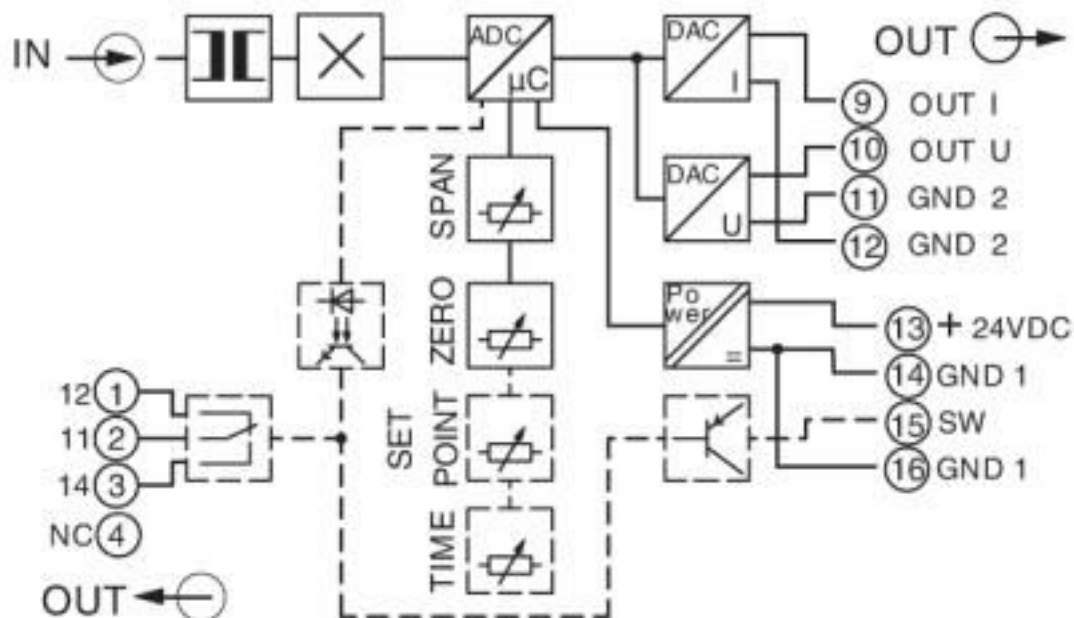 IN
ADC
µC
DAC
I
OUT
9 OUT I
10 OUT U
11 GND 2
12 GND 2
DAC
U
SPAN
ZERO
SET
POINT
TIME
Po
wer
=
13 + 24VDC
14 GND 1
15 SW
16 GND 1
12 1
11 2
14 3
NC 4
OUT